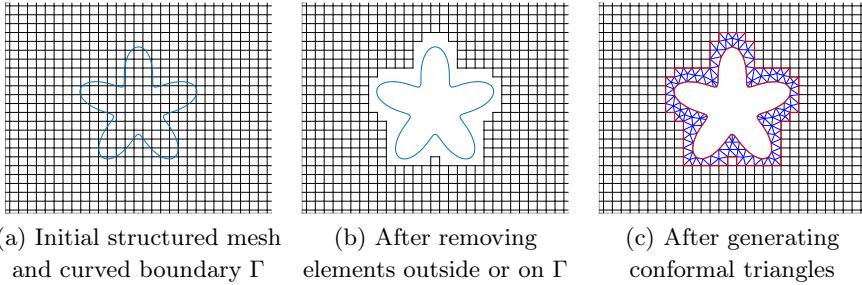 (a) Initial structured mesh
and curved boundary Γ
(b) After removing
elements outside or on Γ
(c) After generating
conformal triangles